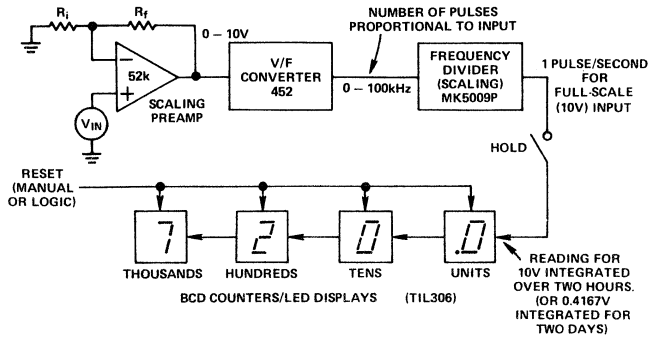 Ri
Rf
0 – 10V
NUMBER OF PULSES
PROPORTIONAL TO INPUT
–
52k
+
SCALING
PREAMP
VIN
V/F
CONVERTER
452
0 – 100kHz
FREQUENCY
DIVIDER
(SCALING)
MK5009P
1 PULSE/SECOND
FOR
FULL-SCALE
(10V) INPUT
HOLD
RESET
(MANUAL
OR LOGIC)
7
2
0
.0
THOUSANDS
HUNDREDS
TENS
UNITS
BCD COUNTERS/LED DISPLAYS (TIL306)
READING FOR
10V INTEGRATED
OVER TWO HOURS.
(OR 0.4167V
INTEGRATED FOR
TWO DAYS)